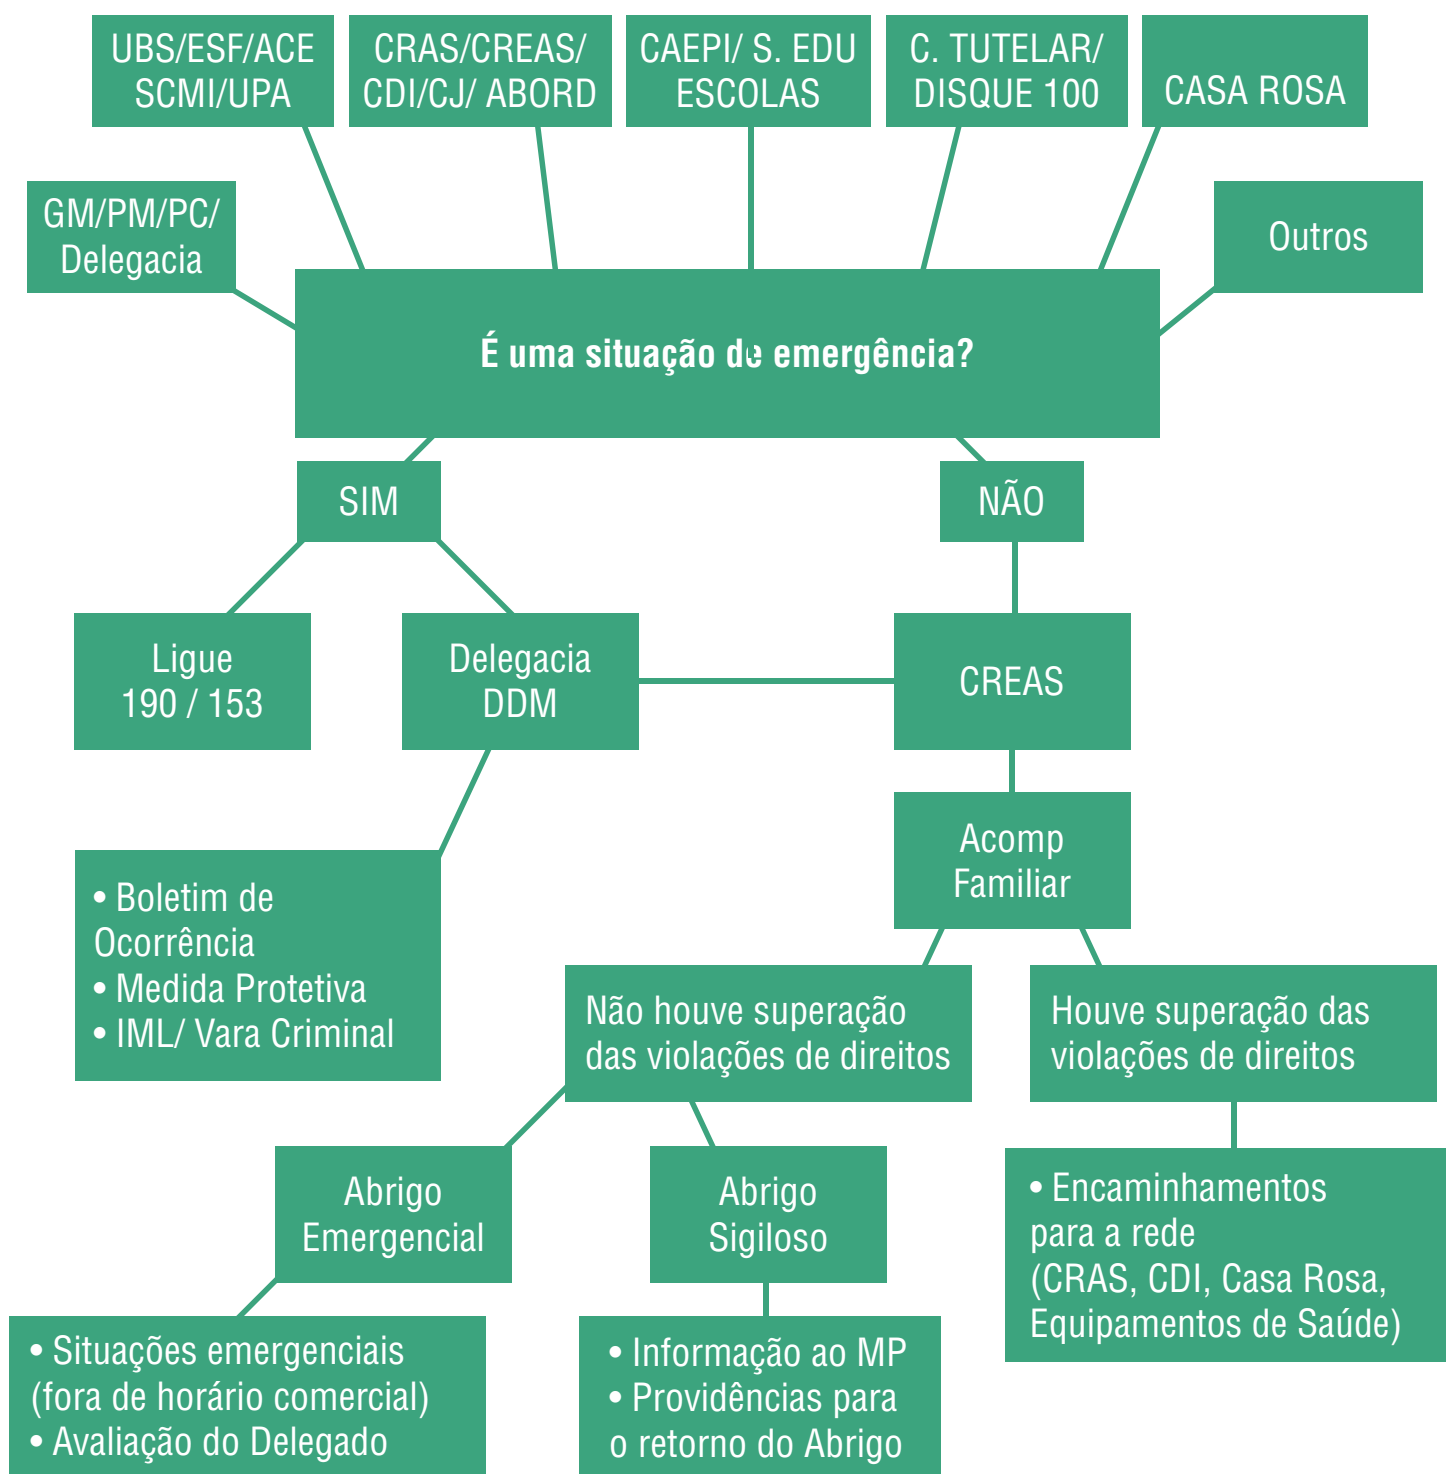 UBS/ESF/ACE
SCMI/UPA
CRAS/CREAS/
CDI/CJ/ ABORD
CAEPI/ S. EDU
ESCOLAS
C. TUTELAR/
DISQUE 100
CASA ROSA
GM/PM/PC/
Delegacia
Outros
É uma situação de emergência?
SIM
NÃO
Ligue
190 / 153
Delegacia
DDM
CREAS
Acomp
Familiar
• Boletim de
Ocorrência
• Medida Protetiva
• IML/ Vara Criminal
Não houve superação
das violações de direitos
Houve superação das
violações de direitos
Abrigo
Emergencial
Abrigo
Sigiloso
• Encaminhamentos
para a rede
(CRAS, CDI, Casa Rosa,
Equipamentos de Saúde)
• Situações emergenciais
(fora de horário comercial)
• Avaliação do Delegado
• Informação ao MP
• Providências para
o retorno do Abrigo